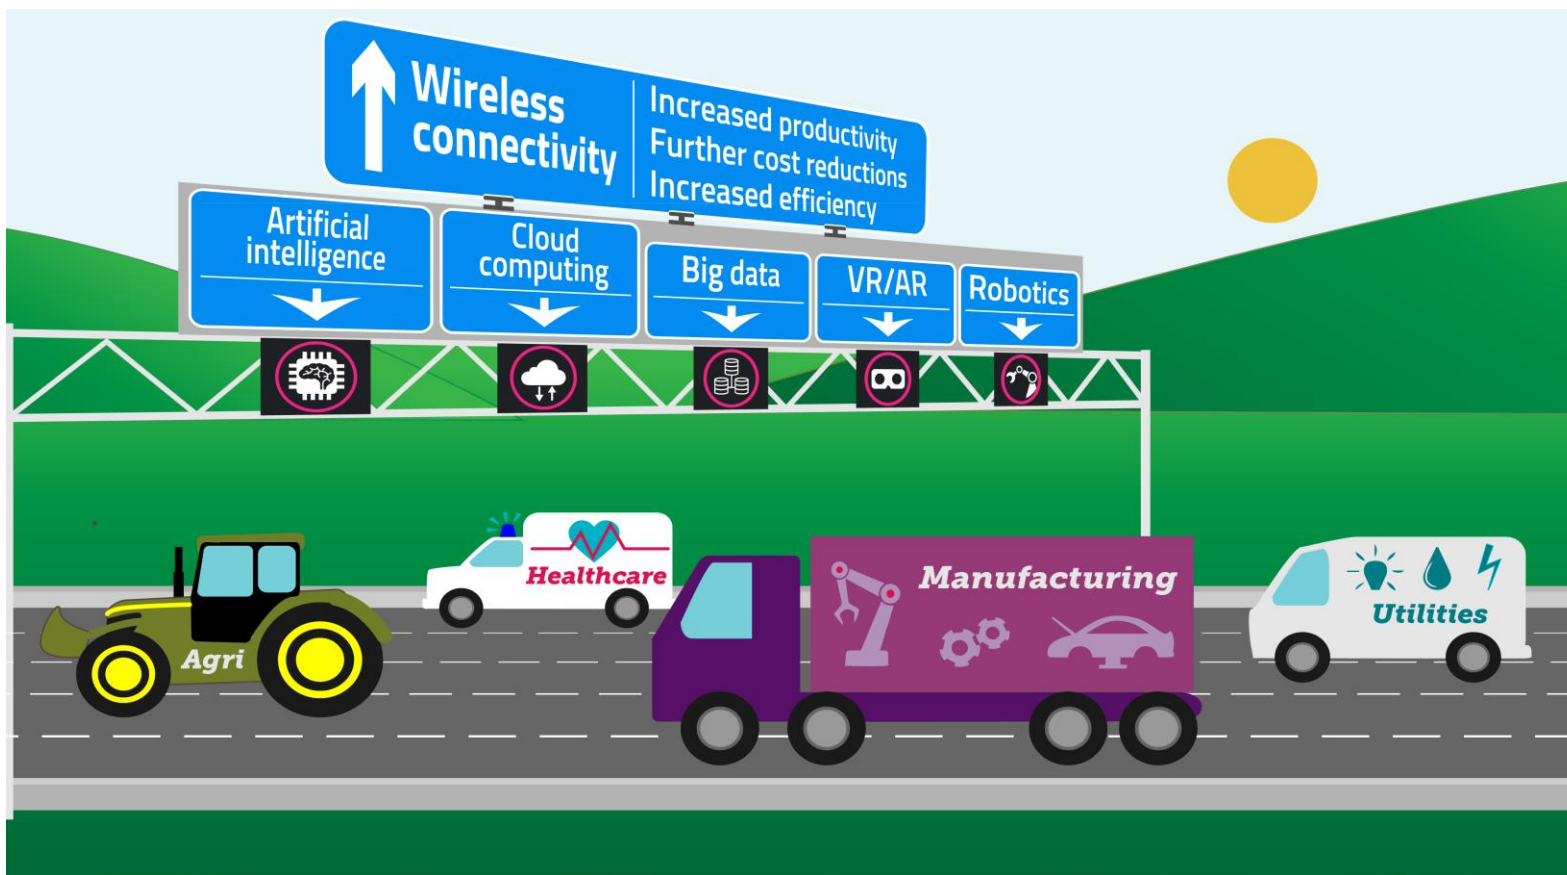 Wireless
connectivity
Increased productivity
Further cost reductions
Increased efficiency
Artificial
intelligence
Cloud
computing
Big data
VR/AR
Robotics
Healthcare
Manufacturing
Utilities
Agri